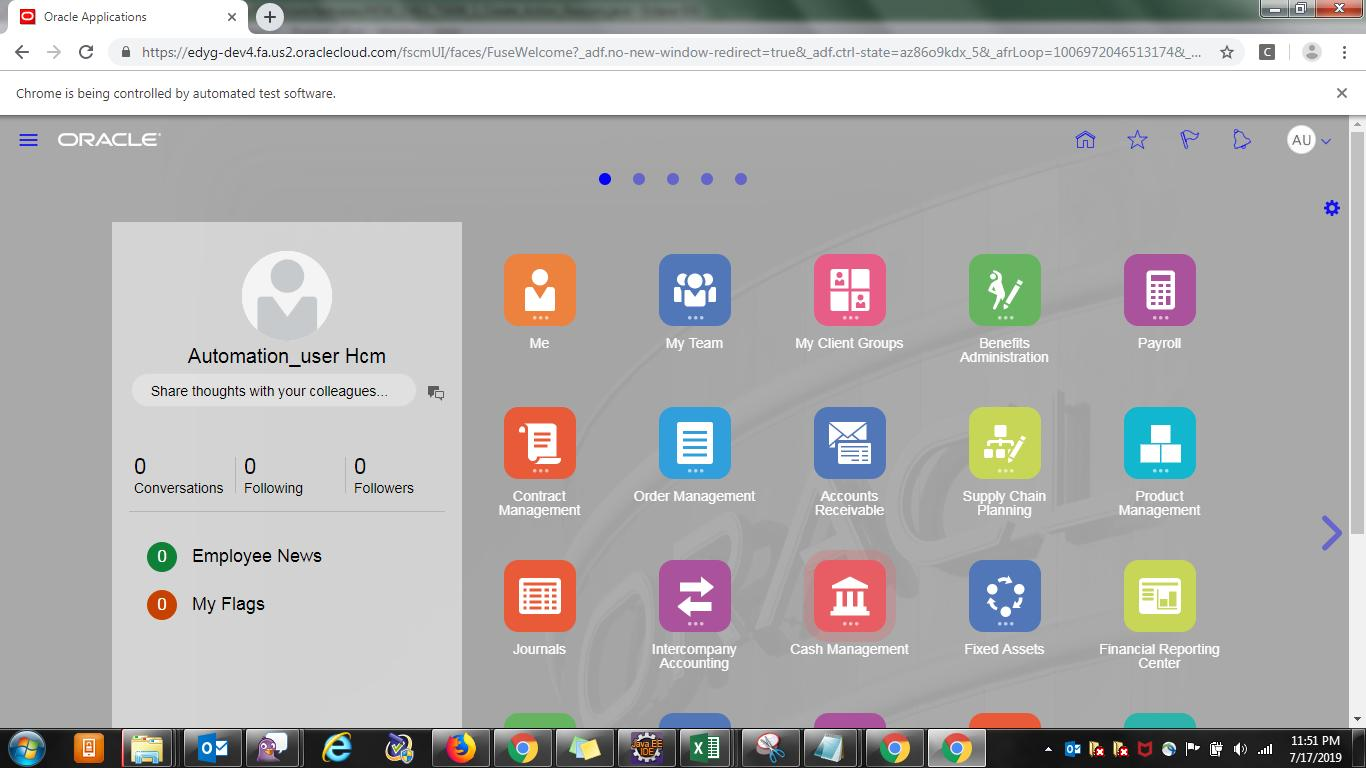 Oracle Applications
https://edyg-dev4.fa.us2.oraclecloud.com/fscmUI/faces/FuseWelcome?_adf.no-new-window-redirect=true&_adf.ctrl-state=az86o9kdx_5&_afrLoop=1006972046513174&_...
C
Chrome is being controlled by automated test software.
ORACLE
AU
Automation_user Hcm
Share thoughts with your colleagues...
0 0 0
Conversations Following Followers
0 Employee News
0 My Flags
Me
My Team
My Client Groups
Benefits
Administration
Payroll
Contract
Management
Order Management
Accounts
Receivable
Supply Chain
Planning
Product
Management
Journals
Intercompany
Accounting
Cash Management
Fixed Assets
Financial Reporting
Center
Java EE
IDE
11:51 PM
7/17/2019